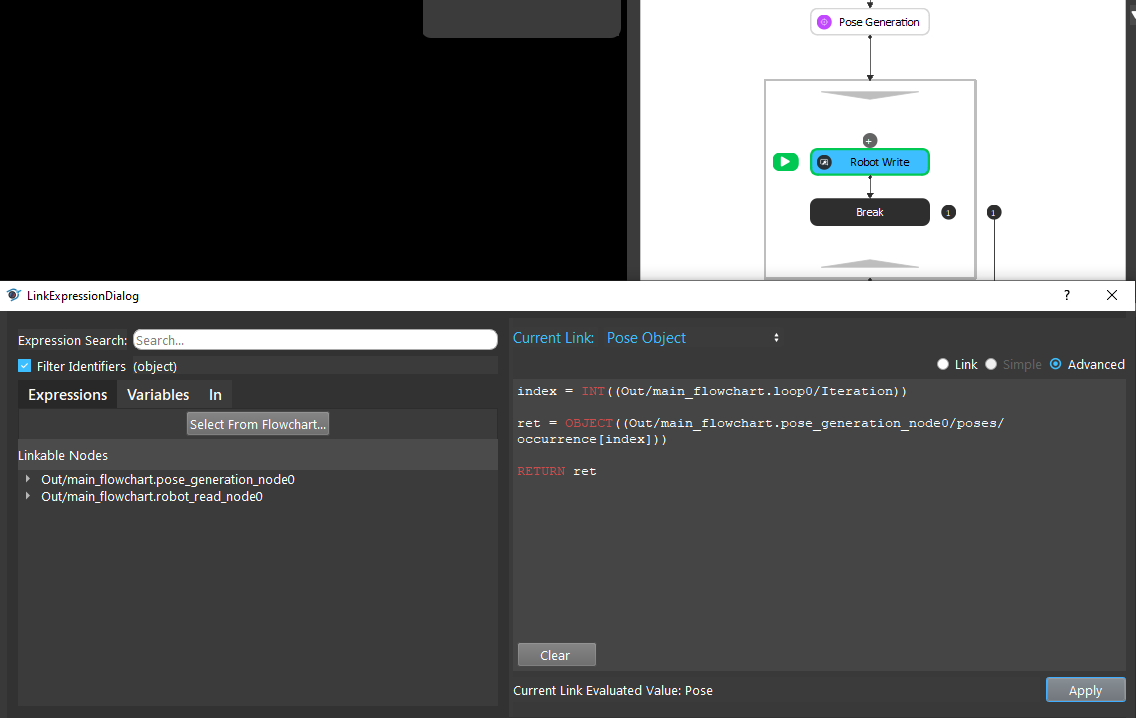 Pose Generation
+
Robot Write
Break
1
1
LinkExpressionDialog
?
Expression Search:
Search...
Filter Identifiers (object)
Expressions
Variables
In
Select From Flowchart...
Linkable Nodes
Out/main_flowchart.pose_generation_node0
Out/main_flowchart.robot_read_node0
Current Link: Pose Object
Link
Simple
Advanced
index = INT((Out/main_flowchart.loop0/Iteration))
ret = OBJECT((Out/main_flowchart.pose_generation_node0/poses/
occurrence[index]))
RETURN ret
Clear
Current Link Evaluated Value: Pose
Apply